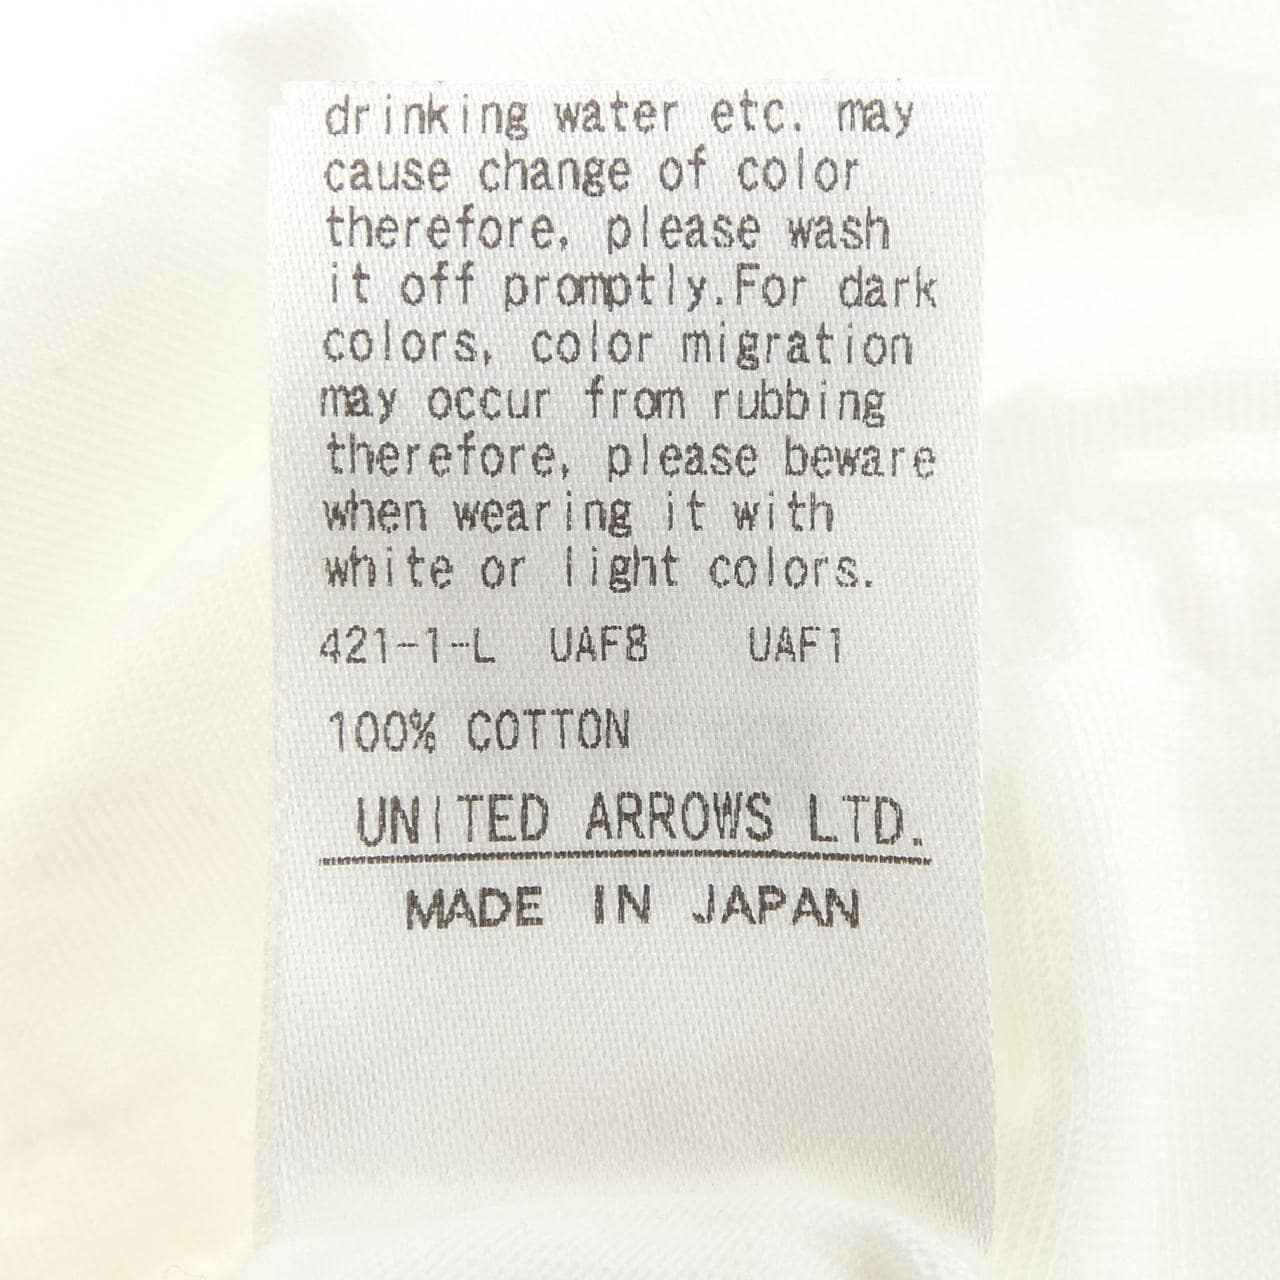 drinking water etc. may
cause change of color
therefore, please wash
it off promptly.For dark
colors, color migration
may occur from rubbing
therefore, please beware
when wearing it with
white or light colors.
421-1-L UAF8 UAF1
100% COTTON
UNITED ARROWS LTD.
MADE IN JAPAN